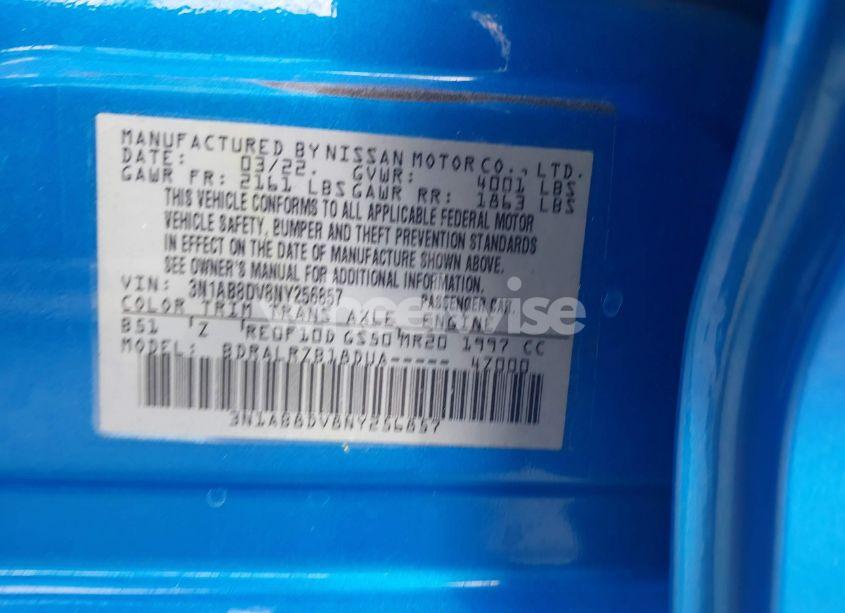 MANUFACTURED BY NISSAN MOTOR CO., LTD.
DATE: 03/22. GVWR: 4001 LBS
GAWR FR: 2161 LBS GAWR RR: 1863 LBS
THIS VEHICLE CONFORMS TO ALL APPLICABLE FEDERAL MOTOR
VEHICLE SAFETY, BUMPER AND THEFT PREVENTION STANDARDS
IN EFFECT ON THE DATE OF MANUFACTURE SHOWN ABOVE.
SEE OWNER'S MANUAL FOR ADDITIONAL INFORMATION.
VIN: 3N1AB8DV8NY256857 PASSENGER CAR.
COLOR TRIM TRANS AXLE ENGINE
B51 Z RE0F10D GS50 MR20 1997 CC
MODEL: BDRALRZB18DUA----- 47000
3N1AB8DV8NY256857